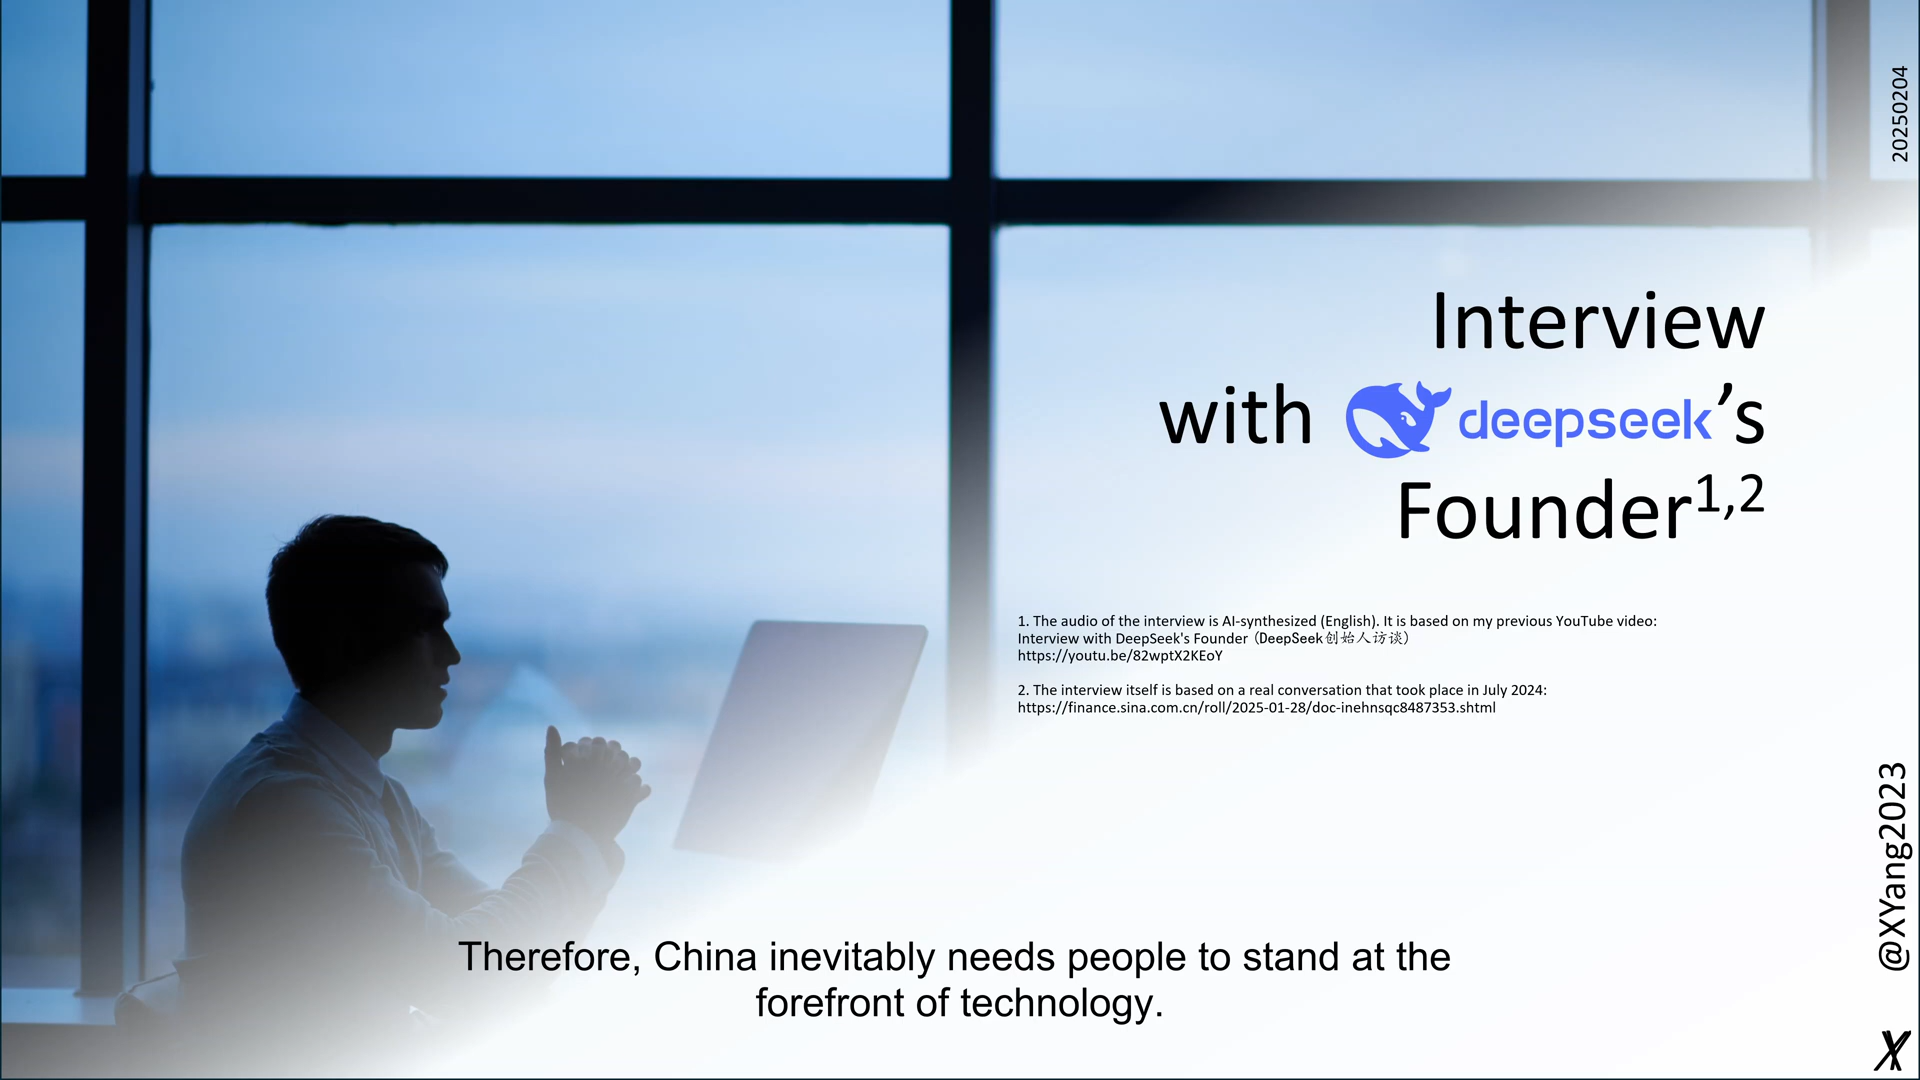 20250204
Interview
with deepseek's
Founder1,2
1. The audio of the interview is AI-synthesized (English). It is based on my previous YouTube video:
Interview with DeepSeek's Founder (DeepSeek创始人访谈)
https://youtu.be/82wptX2KEoY
2. The interview itself is based on a real conversation that took place in July 2024:
https://finance.sina.com.cn/roll/2025-01-28/doc-inehnsqc8487353.shtml
@XYang2023
Therefore, China inevitably needs people to stand at the
forefront of technology.
X